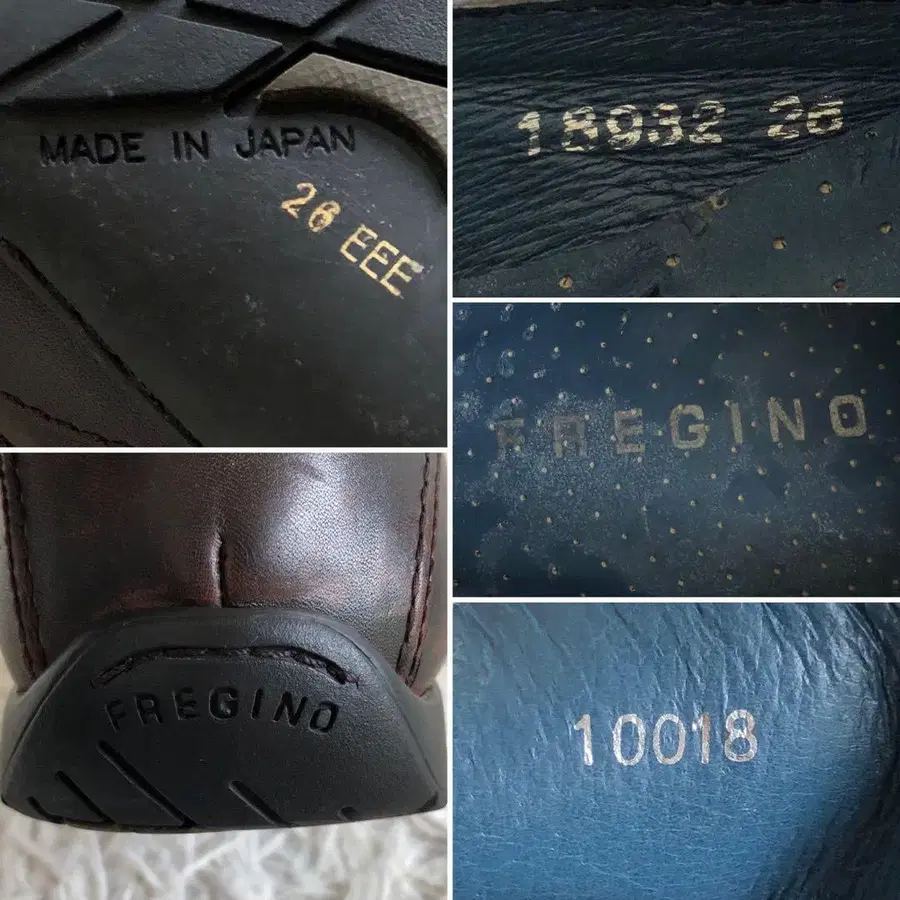 MADE IN JAPAN
26 EEE
18932 26
FREGINO
FREGINO
10018